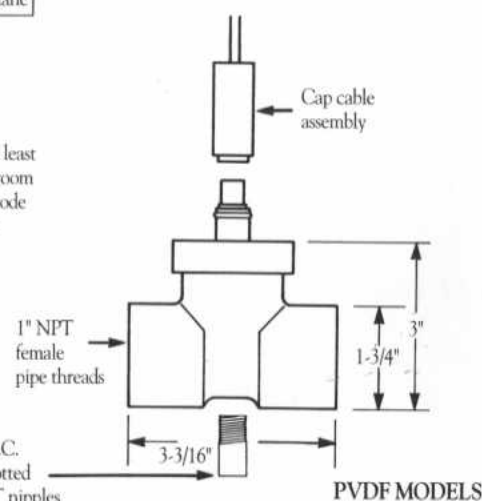 Cap cable
assembly
least
room
ode
1" NPT
female
pipe threads
3"
1-3/4"
3-3/16"
C.
otted
nipples
PVDF MODELS